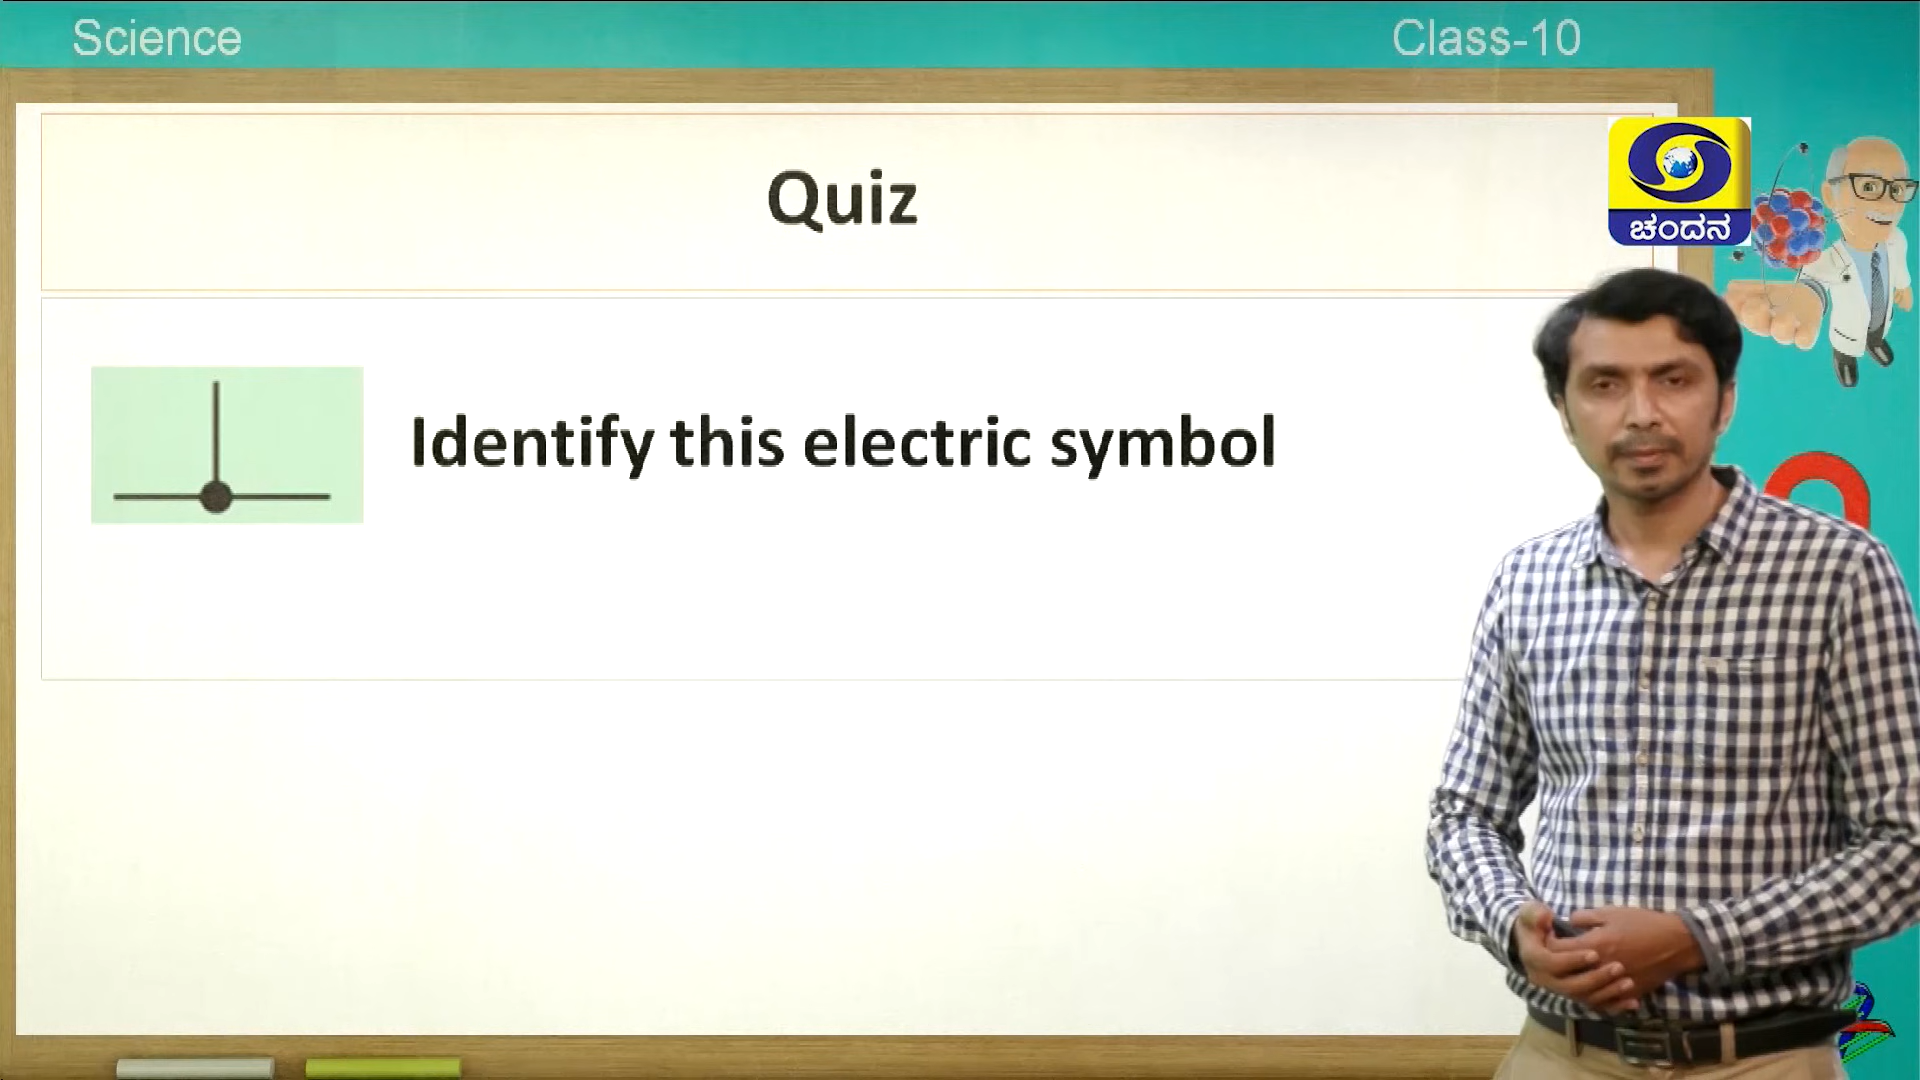 Science
Class-10
Quiz
ಚಂದನ
Identify this electric symbol